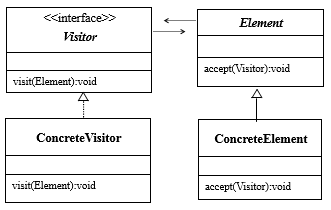 <<interface>>
Visitor
visit(Element):void
Element
accept(Visitor):void
ConcreteVisitor
visit(Element):void
ConcreteElement
accept(Visitor):void